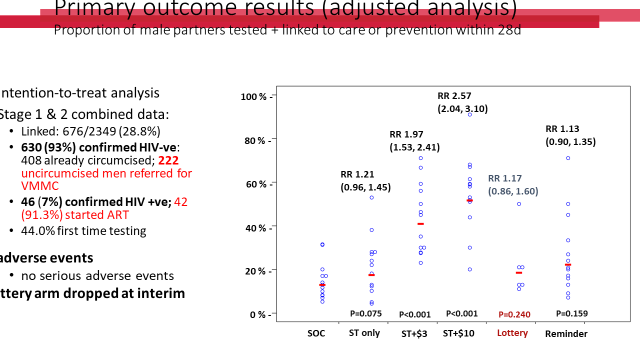 Primary outcome results (adjusted analysis)
Proportion of male partners tested + linked to care or prevention within 28d
ntention-to-treat analysis
Stage 1 & 2 combined data:
• Linked: 676/2349 (28.8%)
• 630 (93%) confirmed HIV-ve:
408 already circumcised; 222
uncircumcised men referred for
VMMC
• 46 (7%) confirmed HIV +ve; 42
(91.3%) started ART
• 44.0% first time testing
adverse events
• no serious adverse events
ttery arm dropped at interim
100 % -
80 % -
60 % -
40 % -
20 % -
0 % -
RR 1.21
(0.96, 1.45)
RR 1.97
(1.53, 2.41)
RR 2.57
(2.04, 3.10)
RR 1.17
(0.86, 1.60)
RR 1.13
(0.90, 1.35)
P=0.075 P<0.001 P<0.001 P=0.240 P=0.159
SOC ST only ST+$3 ST+$10 Lottery Reminder